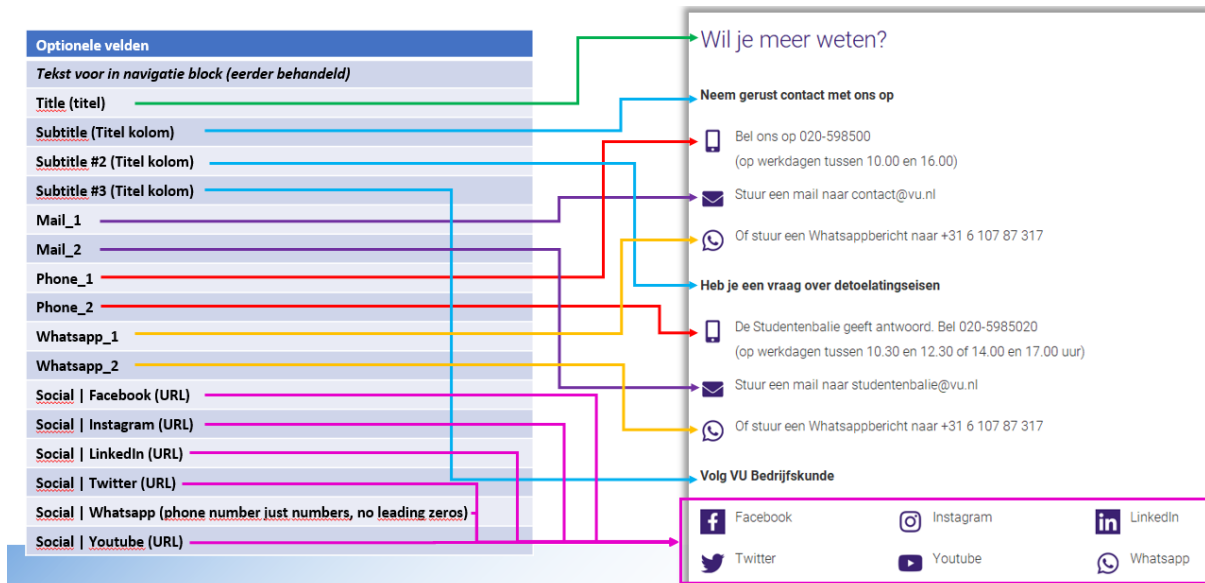 Optionele velden
Tekst voor in navigatie block (eerder behandeld)
Title (titel)
Subtitle (Titel kolom)
Subtitle #2 (Titel kolom)
Subtitle #3 (Titel kolom)
Mail_1
Mail_2
Phone_1
Phone_2
Whatsapp_1
Whatsapp_2
Social | Facebook (URL)
Social | Instagram (URL)
Social | LinkedIn (URL)
Social | Twitter (URL)
Social | Whatsapp (phone number just numbers, no leading zeros)
Social | Youtube (URL)
Wil je meer weten?
Neem gerust contact met ons op
Bel ons op 020-598500
(op werkdagen tussen 10.00 en 16.00)
Stuur een mail naar contact@vu.nl
Of stuur een Whatsappbericht naar +31 6 107 87 317
Heb je een vraag over detoelatingseisen
De Studentenbalie geeft antwoord. Bel 020-5985020
(op werkdagen tussen 10.30 en 12.30 of 14.00 en 17.00 uur)
Stuur een mail naar studentenbalie@vu.nl
Of stuur een Whatsappbericht naar +31 6 107 87 317
Volg VU Bedrijfskunde
Facebook Instagram LinkedIn
Twitter Youtube Whatsapp